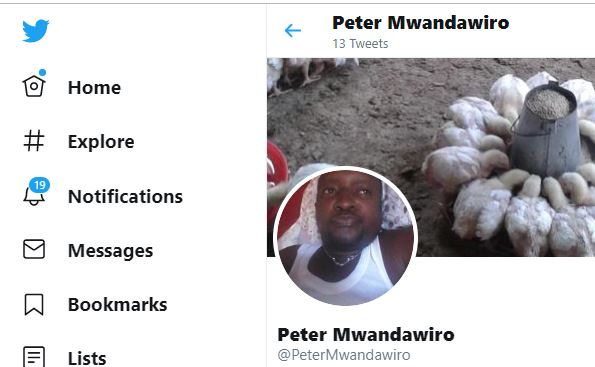 Peter Mwandawiro
13 Tweets
Home
Explore
19
Notifications
Messages
Bookmarks
Lists
Peter Mwandawiro
@PeterMwandawiro